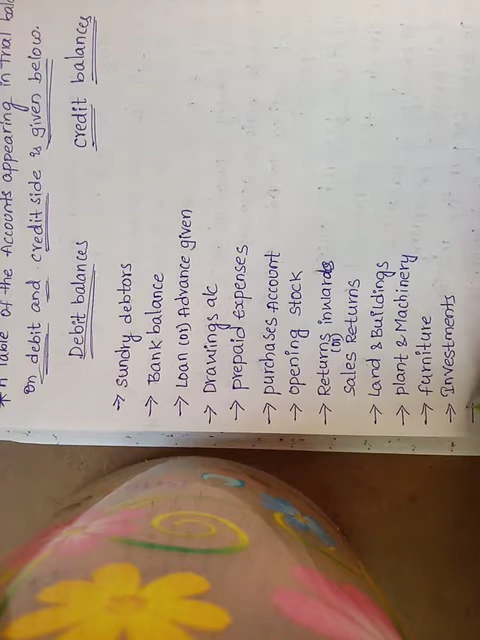 * A Table of the Accounts appearing in Trial
on debit and credit side is given below.
Debit balances credit balances
→ sundry debtors
→ Bank balance
→ Loan (or) Advance given
→ Drawings a/c
→ prepaid expenses
→ purchases Account
→ opening stock
→ Returns inwards
(or)
sales Returns
→ Land & Buildings
→ plant & Machinery
→ furniture
→ Investments